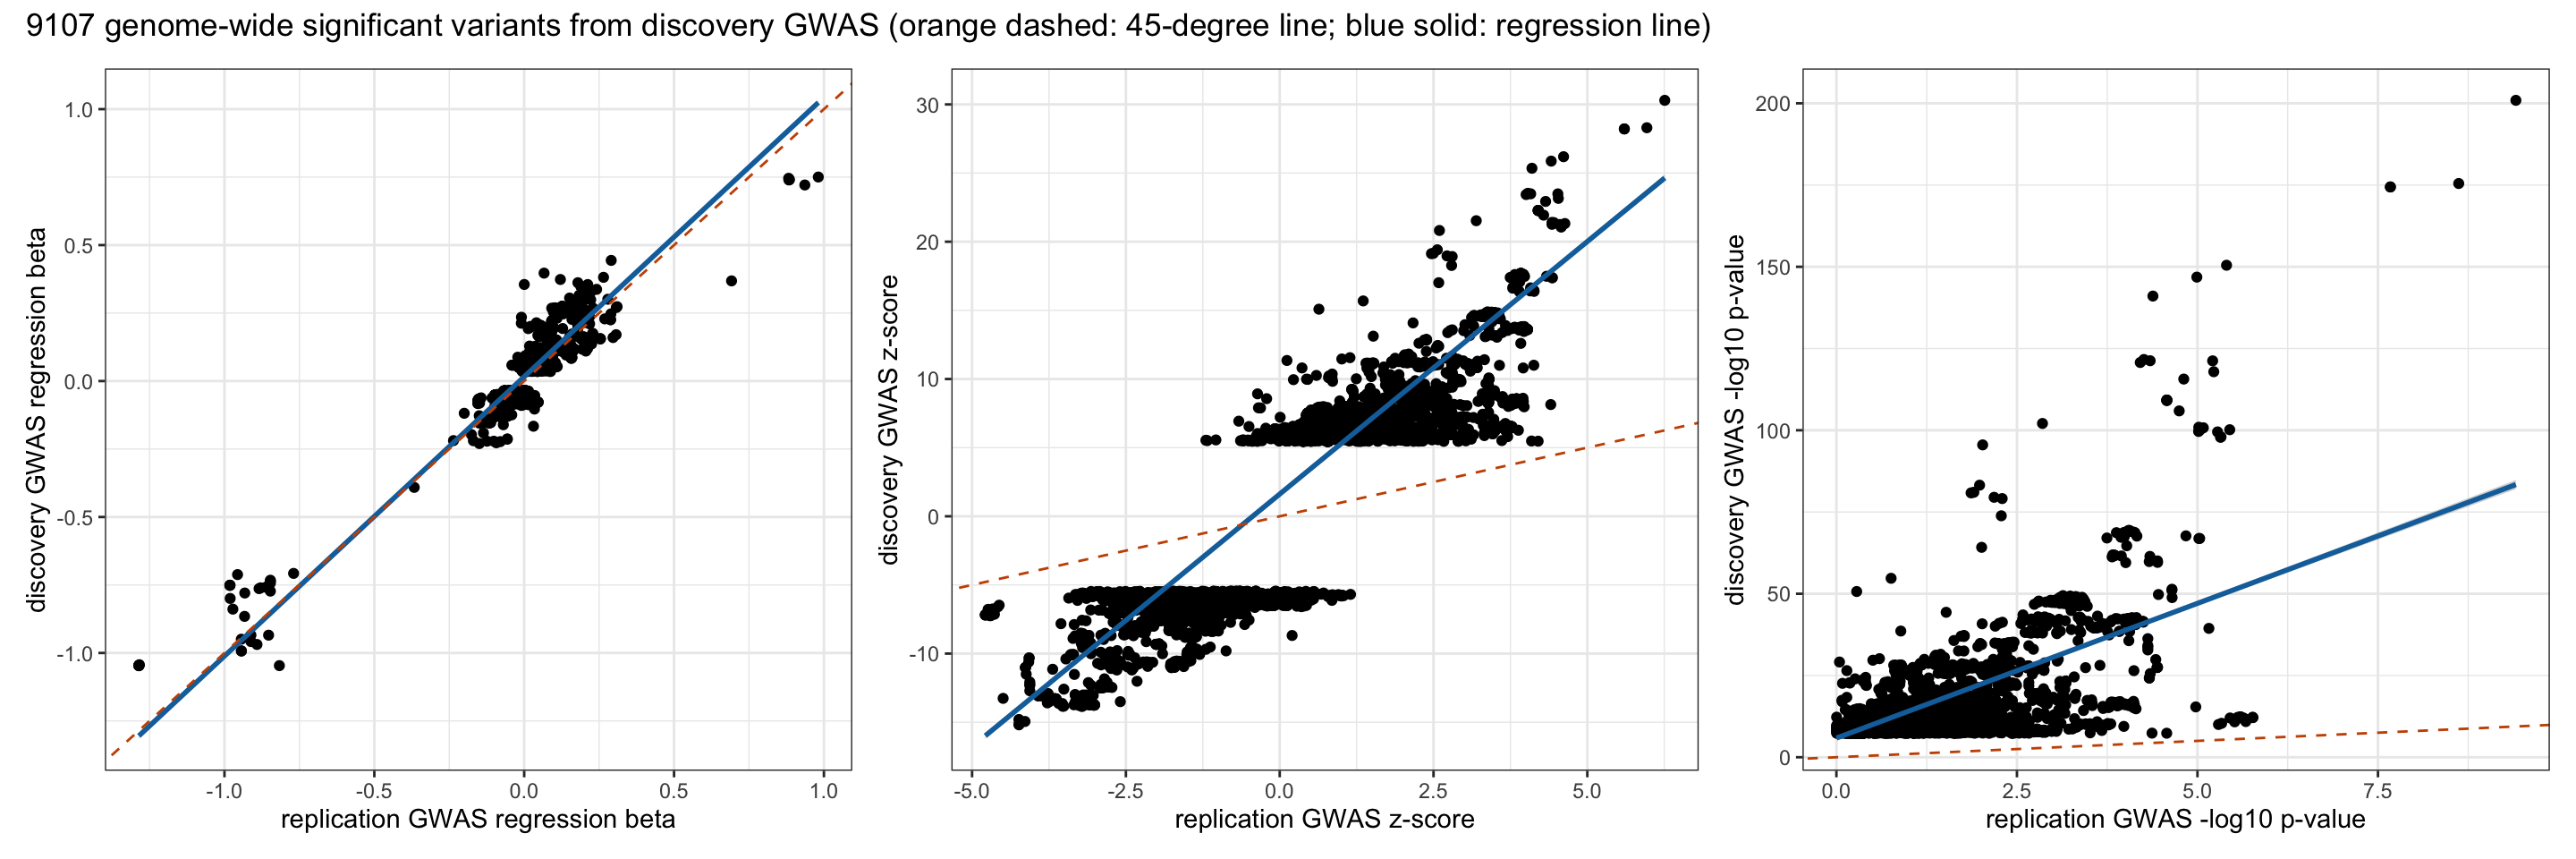 9107 genome-wide significant variants from discovery GWAS (orange dashed: 45-degree line; blue solid: regression line)
discovery GWAS regression beta
1.0
0.5
0.0
-0.5
-1.0
-1.0 -0.5 0.0 0.5 1.0
replication GWAS regression beta
discovery GWAS z-score
30
20
10
0
-10
-5.0 -2.5 0.0 2.5 5.0
replication GWAS z-score
discovery GWAS -log10 p-value
200
150
100
50
0
0.0 2.5 5.0 7.5
replication GWAS -log10 p-value